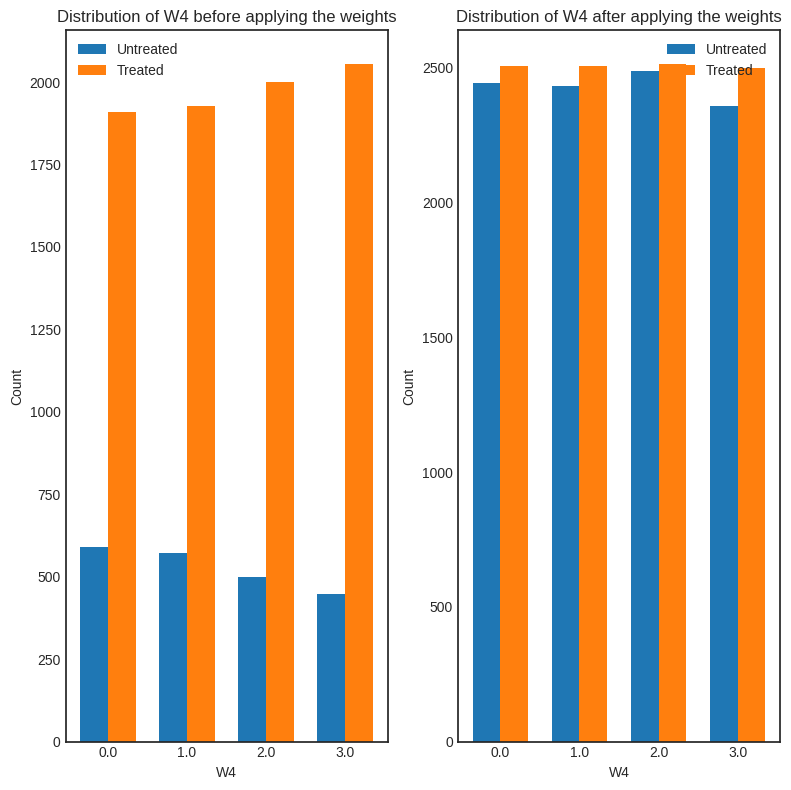 Distribution of W4 before applying the weights
Untreated
Treated
2000
1750
1500
1250
1000
750
500
250
0
Count
0.0 1.0 2.0 3.0
W4
Distribution of W4 after applying the weights
Untreated
Treated
2500
2000
1500
1000
500
0
Count
0.0 1.0 2.0 3.0
W4